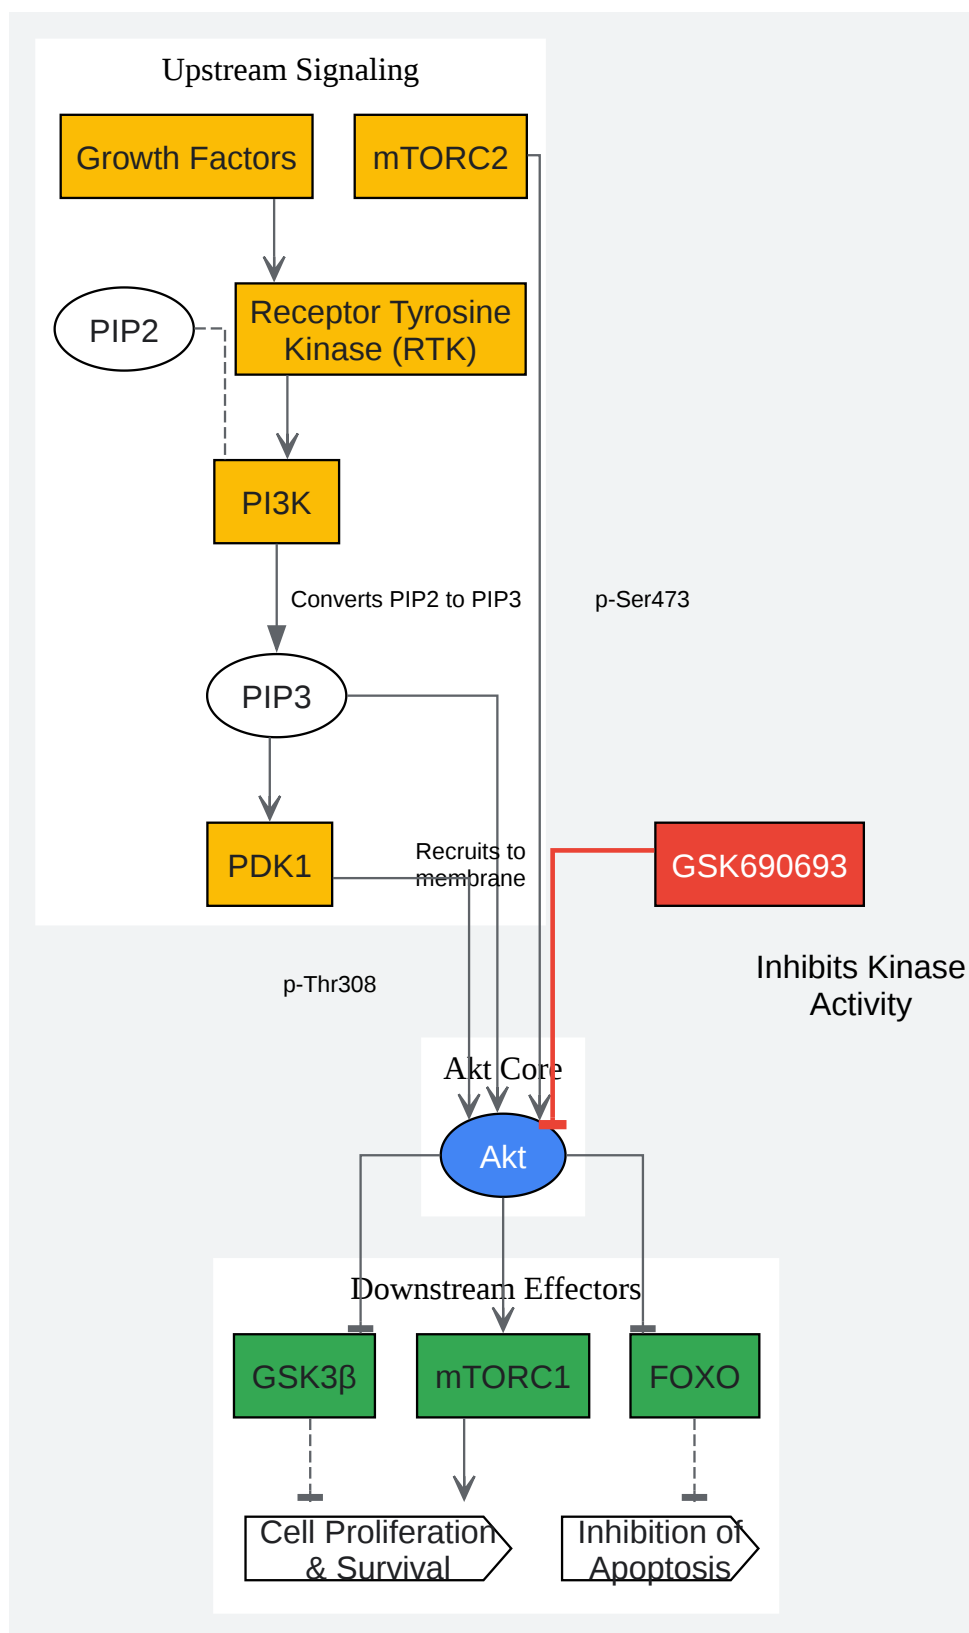 Upstream Signaling
Growth Factors
mTORC2
PIP2
Receptor Tyrosine
Kinase (RTK)
PI3K
Converts PIP2 to PIP3
p-Ser473
PIP3
PDK1
Recruits to
membrane
GSK690693
Inhibits Kinase
Activity
p-Thr308
Akt Core
Akt
Downstream Effectors
GSK3β
mTORC1
FOXO
Cell Proliferation
& Survival
Inhibition of
Apoptosis